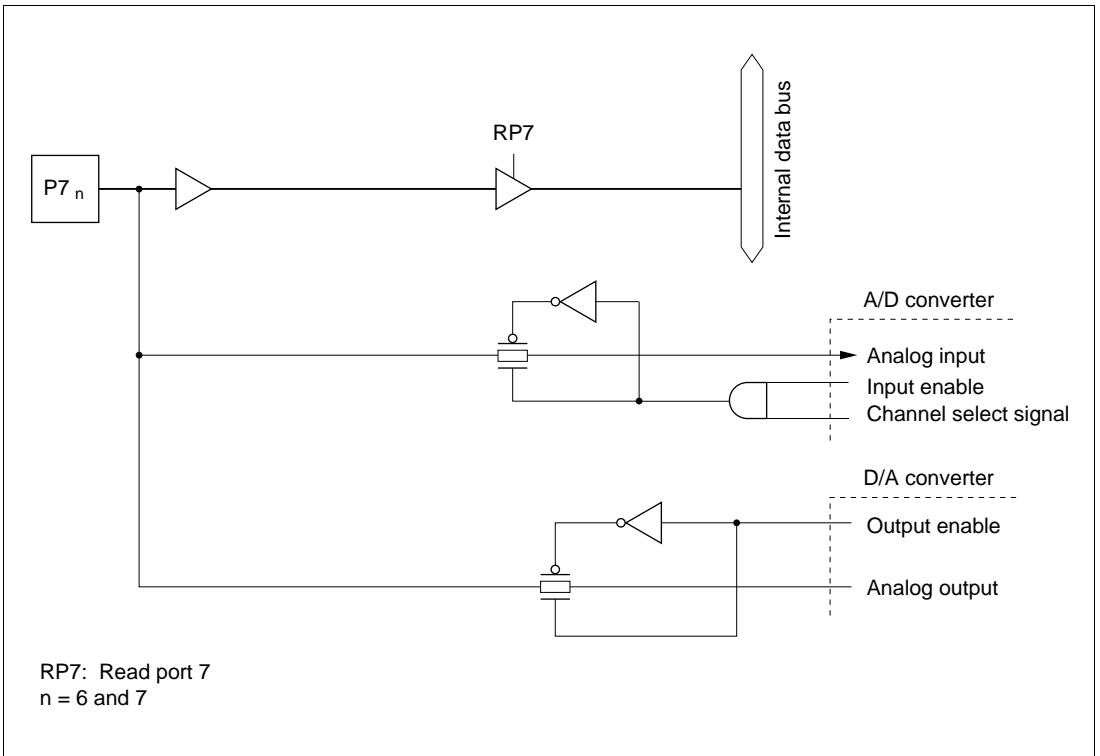 RP7
P7 n
Internal data bus
A/D converter
Analog input
Input enable
Channel select signal
D/A converter
Output enable
Analog output
RP7: Read port 7
n = 6 and 7